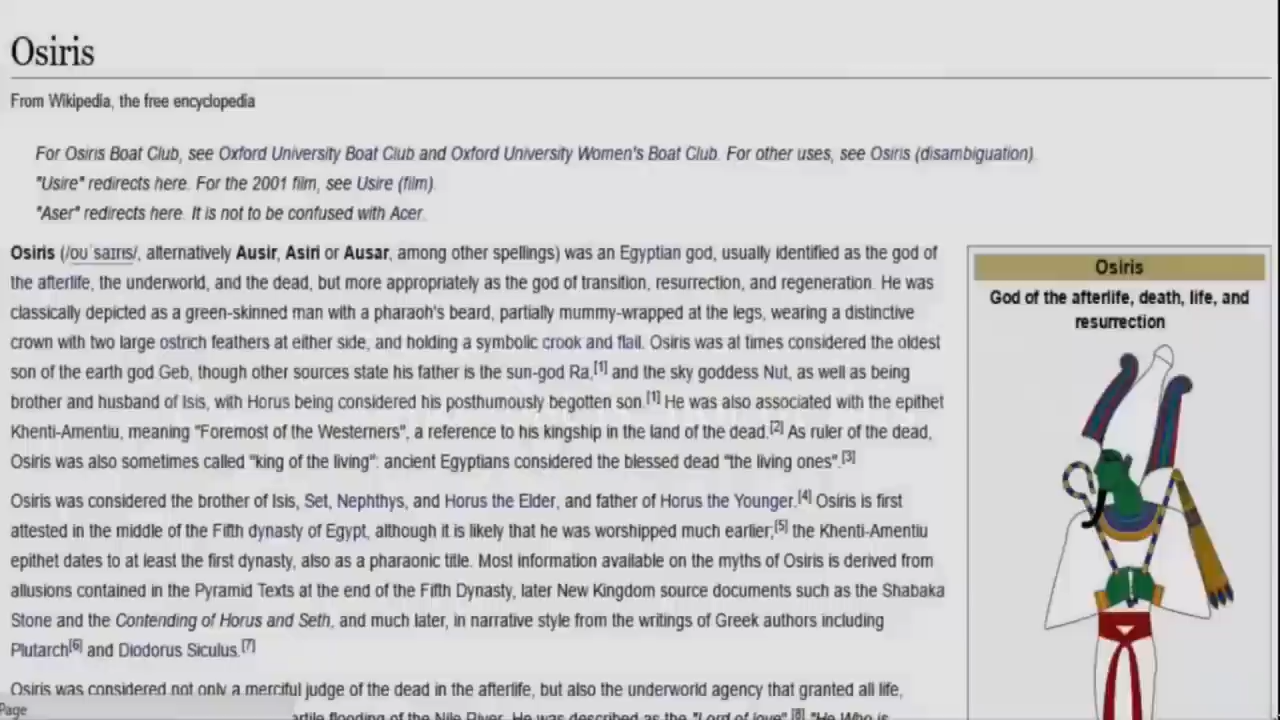 Osiris
From Wikipedia, the free encyclopedia
For Osiris Boat Club, see Oxford University Boat Club and Oxford University Women's Boat Club. For other uses, see Osiris (disambiguation).
"Usire" redirects here. For the 2001 film, see Usire (film).
"Aser" redirects here. It is not to be confused with Acer.
Osiris (/oʊˈsaɪrɪs/, alternatively Ausir, Asiri or Ausar, among other spellings) was an Egyptian god, usually identified as the god of
the afterlife, the underworld, and the dead, but more appropriately as the god of transition, resurrection, and regeneration. He was
classically depicted as a green-skinned man with a pharaoh's beard, partially mummy-wrapped at the legs, wearing a distinctive
crown with two large ostrich feathers at either side, and holding a symbolic crook and flail. Osiris was at times considered the oldest
son of the earth god Geb, though other sources state his father is the sun-god Ra,[1] and the sky goddess Nut, as well as being
brother and husband of Isis, with Horus being considered his posthumously begotten son.[1] He was also associated with the epithet
Khenti-Amentiu, meaning "Foremost of the Westerners", a reference to his kingship in the land of the dead.[2] As ruler of the dead,
Osiris was also sometimes called "king of the living": ancient Egyptians considered the blessed dead "the living ones".[3]
Osiris was considered the brother of Isis, Set, Nephthys, and Horus the Elder, and father of Horus the Younger.[4] Osiris is first
attested in the middle of the Fifth dynasty of Egypt, although it is likely that he was worshipped much earlier;[5] the Khenti-Amentiu
epithet dates to at least the first dynasty, also as a pharaonic title. Most information available on the myths of Osiris is derived from
allusions contained in the Pyramid Texts at the end of the Fifth Dynasty, later New Kingdom source documents such as the Shabaka
Stone and the Contending of Horus and Seth, and much later, in narrative style from the writings of Greek authors including
Plutarch[6] and Diodorus Siculus.[7]
Osiris was considered not only a merciful judge of the dead in the afterlife, but also the underworld agency that granted all life,
flooding of the Nile River. He was described as the "Lord of love",[8] "He Who is
Page
Osiris
God of the afterlife, death, life, and
resurrection